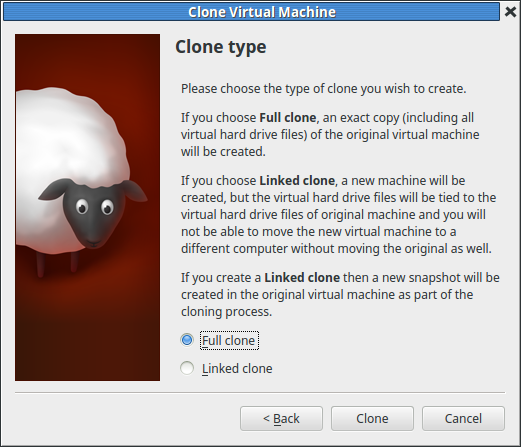 Clone Virtual Machine
Clone type
Please choose the type of clone you wish to create.
If you choose Full clone, an exact copy (including all
virtual hard drive files) of the original virtual machine
will be created.
If you choose Linked clone, a new machine will be
created, but the virtual hard drive files will be tied to the
virtual hard drive files of original machine and you will
not be able to move the new virtual machine to a
different computer without moving the original as well.
If you create a Linked clone then a new snapshot will be
created in the original virtual machine as part of the
cloning process.
Full clone
Linked clone
< Back Clone Cancel